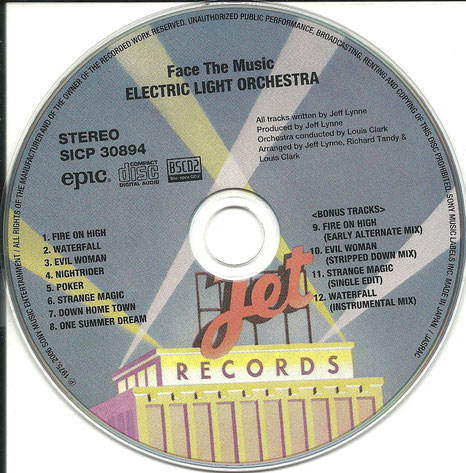 ALL RIGHTS OF THE MANUFACTURER AND OF THE OWNER OF THE RECORDED WORK RESERVED. UNAUTHORIZED PUBLIC PERFORMANCE, BROADCASTING, RENTING AND COPYING OF THIS DISC PROHIBITED. SONY MUSIC LABELS INC. MADE IN JAPAN / JASRAC
℗ 1975, 2006 SONY MUSIC ENTERTAINMENT /
Face The Music
ELECTRIC LIGHT ORCHESTRA
All tracks written by Jeff Lynne
Produced by Jeff Lynne
Orchestra conducted by Louis Clark
Arranged by Jeff Lynne, Richard Tandy &
Louis Clark
STEREO
SICP 30894
epic®
COMPACT
disc
DIGITAL AUDIO
BSCD2
1. FIRE ON HIGH
2. WATERFALL
3. EVIL WOMAN
4. NIGHTRIDER
5. POKER
6. STRANGE MAGIC
7. DOWN HOME TOWN
8. ONE SUMMER DREAM
<BONUS TRACKS>
9. FIRE ON HIGH
(EARLY ALTERNATE MIX)
10. EVIL WOMAN
(STRIPPED DOWN MIX)
11. STRANGE MAGIC
(SINGLE EDIT)
12. WATERFALL
(INSTRUMENTAL MIX)
Jet
RECORDS